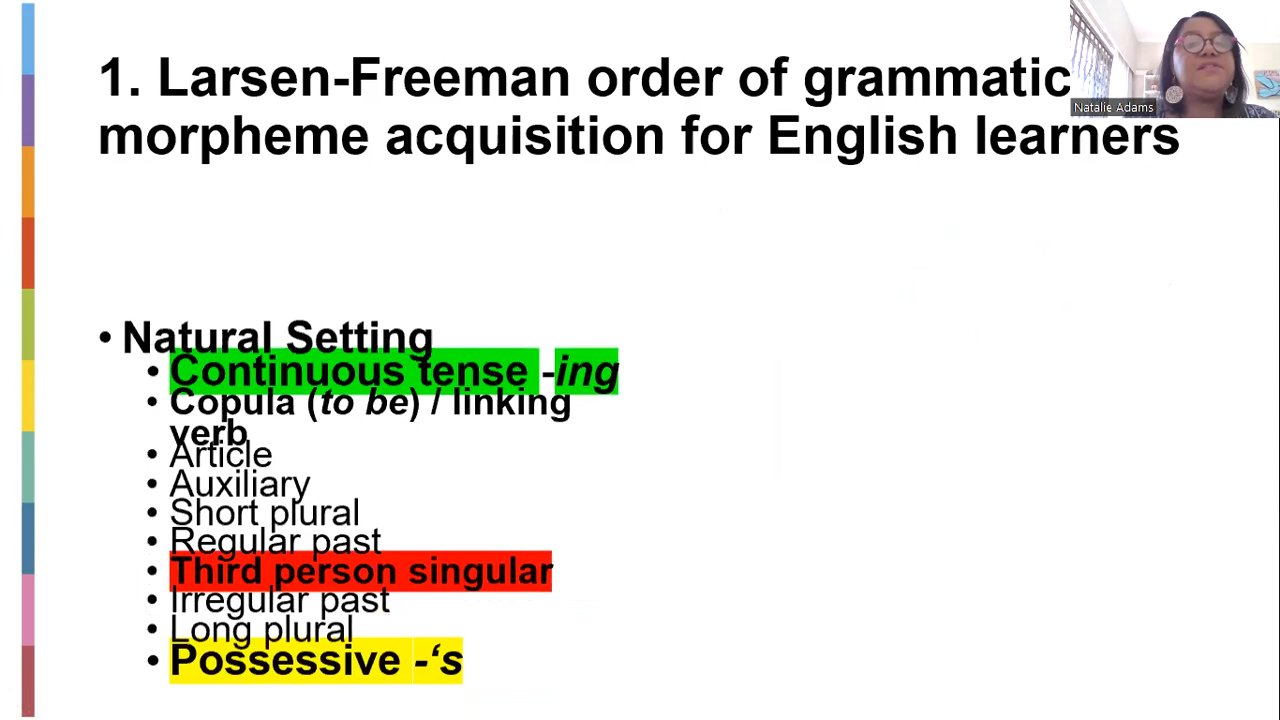 1. Larsen-Freeman order of grammatic
Natalie Adams
morpheme acquisition for English learners
• Natural Setting
• Continuous tense -ing
• Copula (to be) / linking
verb
• Article
• Auxiliary
• Short plural
• Regular past
• Third person singular
• Irregular past
• Long plural
• Possessive -‘s